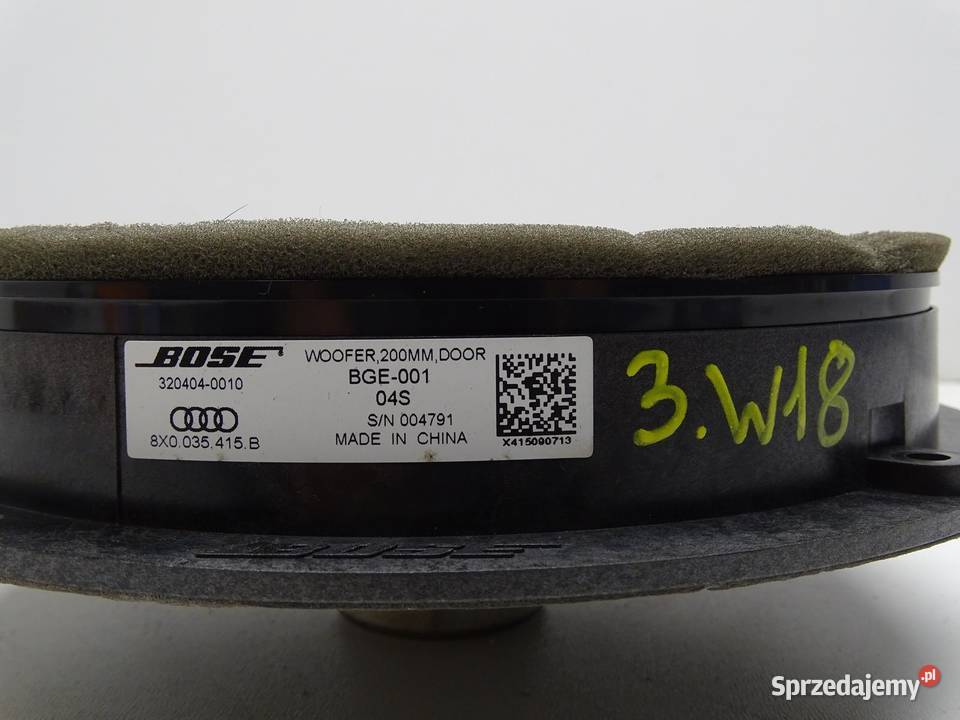 BOSE
320404-0010
8X0.035.415.B
WOOFER,200MM,DOOR
BGE-001
04S
S/N 004791
MADE IN CHINA
X415090713
3.W18
BOSE
Sprzedajemy.pl